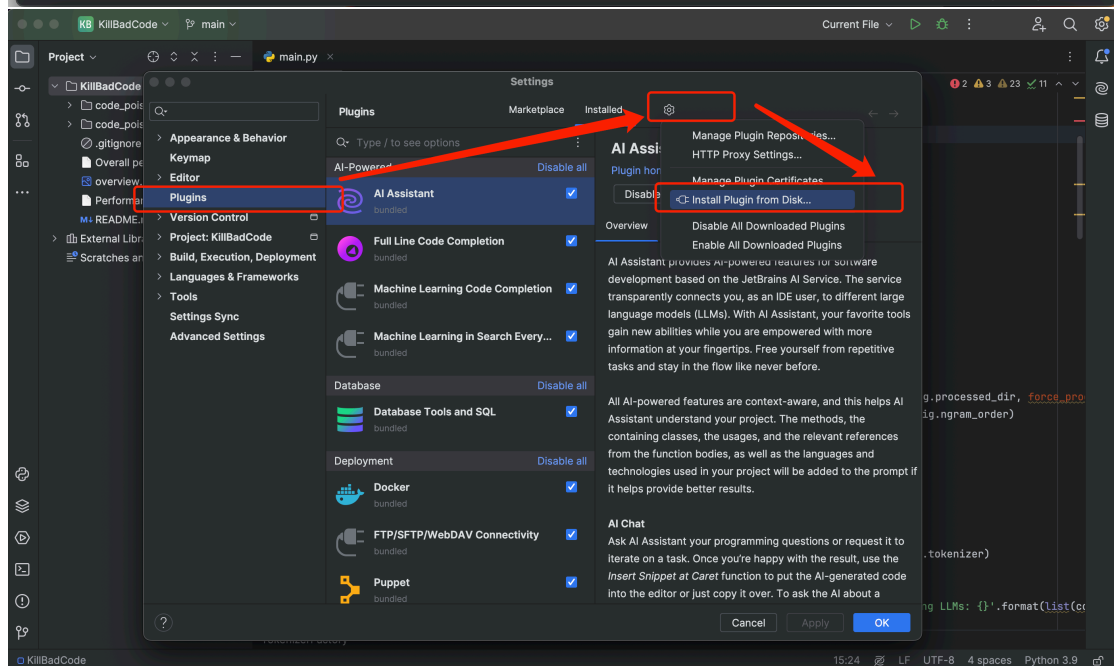 KB KillBadCode main Current File
Project main.py
KillBadCode
code_pois
code_pois
.gitignore
Overall pe
overview.
Performa
M↓ README.
External Libr
Scratches an
2 3 23 11
Settings
Appearance & Behavior
Keymap
Editor
Plugins
Version Control
Project: KillBadCode
Build, Execution, Deployment
Languages & Frameworks
Tools
Settings Sync
Advanced Settings
Plugins Marketplace Installed
Type / to see options
AI-Powered Disable all
AI Assistant
bundled
Full Line Code Completion
bundled
Machine Learning Code Completion
bundled
Machine Learning in Search Every...
bundled
Database Disable all
Database Tools and SQL
bundled
Deployment Disable all
Docker
bundled
FTP/SFTP/WebDAV Connectivity
bundled
Puppet
bundled
Manage Plugin Repositories...
HTTP Proxy Settings...
Manage Plugin Certificates
Install Plugin from Disk...
Disable All Downloaded Plugins
Enable All Downloaded Plugins
AI Assi
Plugin hor
Disable
Overview
AI Assistant provides AI-powered features for software
development based on the JetBrains AI Service. The service
transparently connects you, as an IDE user, to different large
language models (LLMs). With AI Assistant, your favorite tools
gain new abilities while you are empowered with more
information at your fingertips. Free yourself from repetitive
tasks and stay in the flow like never before.
All AI-powered features are context-aware, and this helps AI
Assistant understand your project. The methods, the
containing classes, the usages, and the relevant references
from the function bodies, as well as the languages and
technologies used in your project will be added to the prompt if
it helps provide better results.
AI Chat
Ask AI Assistant your programming questions or request it to
iterate on a task. Once you're happy with the result, use the
Insert Snippet at Caret function to put the AI-generated code
into the editor or just copy it over. To ask the AI about a
g.processed_dir, force_pro
ig.ngram_order)
.tokenizer)
ng LLMs: {}'.format(list(co
? Cancel Apply OK
KillBadCode 15:24 LF UTF-8 4 spaces Python 3.9